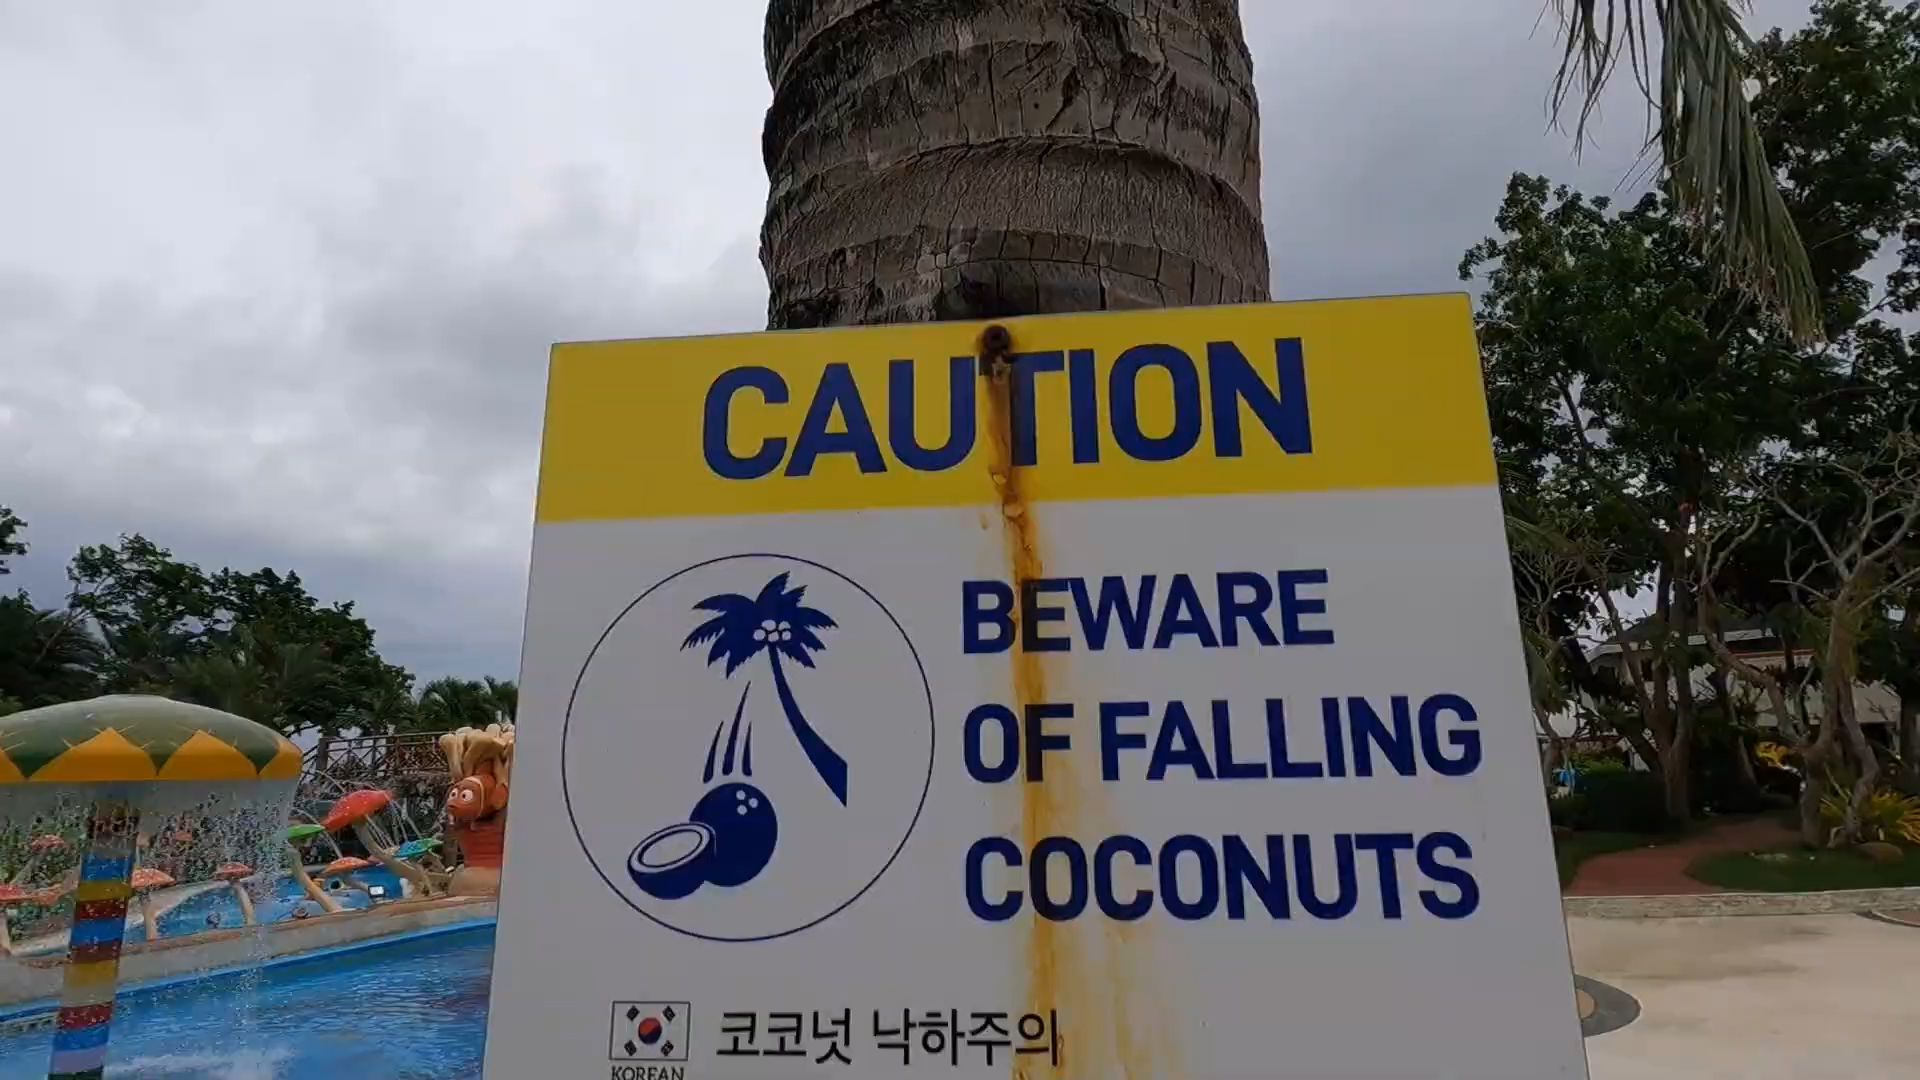 CAUTION
BEWARE
OF FALLING
COCONUTS
코코넛 낙하주의
KOREAN